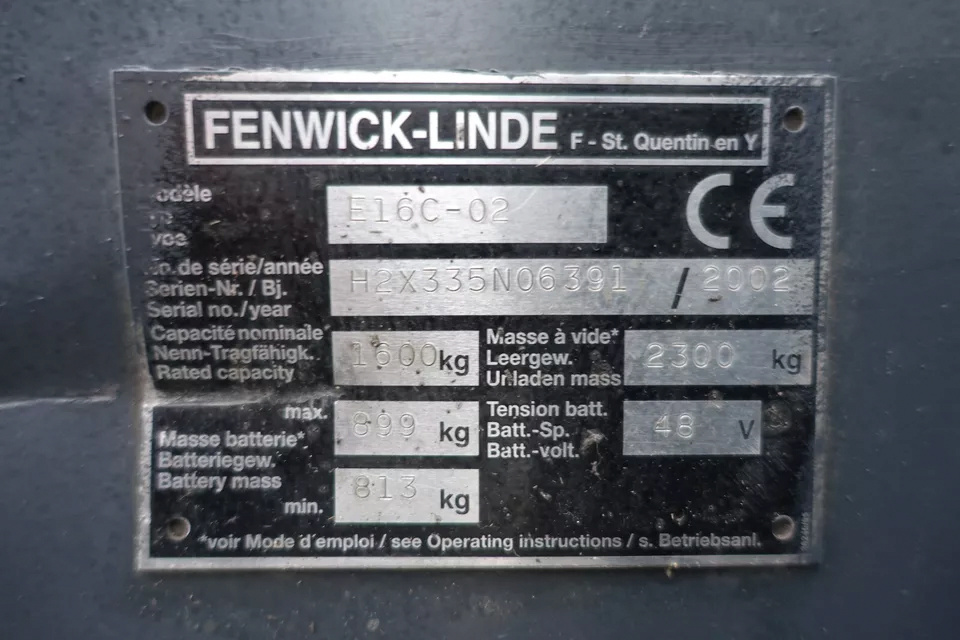 FENWICK-LINDE F - St. Quentin en Y
odèle
E16C-02
CE
No. de série/année
Serien-Nr. / Bj.
Serial no./year
H2X335N06391 / 2002
Capacité nominale
Nenn-Tragfähigk.
Rated capacity
1600 kg
Masse à vide*
Leergew.
Unladen mass
2300 kg
max. 899 kg
Masse batterie*
Batteriegew.
Battery mass
min. 813 kg
Tension batt.
Batt.-Sp.
Batt.-volt.
48 V
*voir Mode d'emploi / see Operating instructions / s. Betriebsanl.